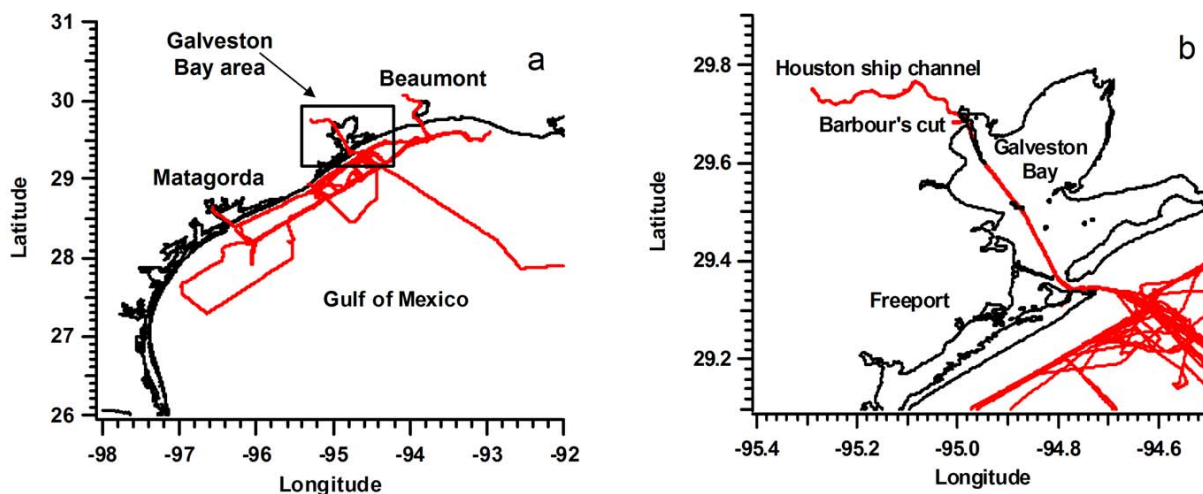 a
31
30
29
28
27
26
Latitude
Galveston
Bay area
Beaumont
Matagorda
Gulf of Mexico
-98 -97 -96 -95 -94 -93 -92
Longitude
b
29.8
29.6
29.4
29.2
Latitude
Houston ship channel
Barbour's cut
Galveston
Bay
Freeport
-95.4 -95.2 -95.0 -94.8 -94.6
Longitude